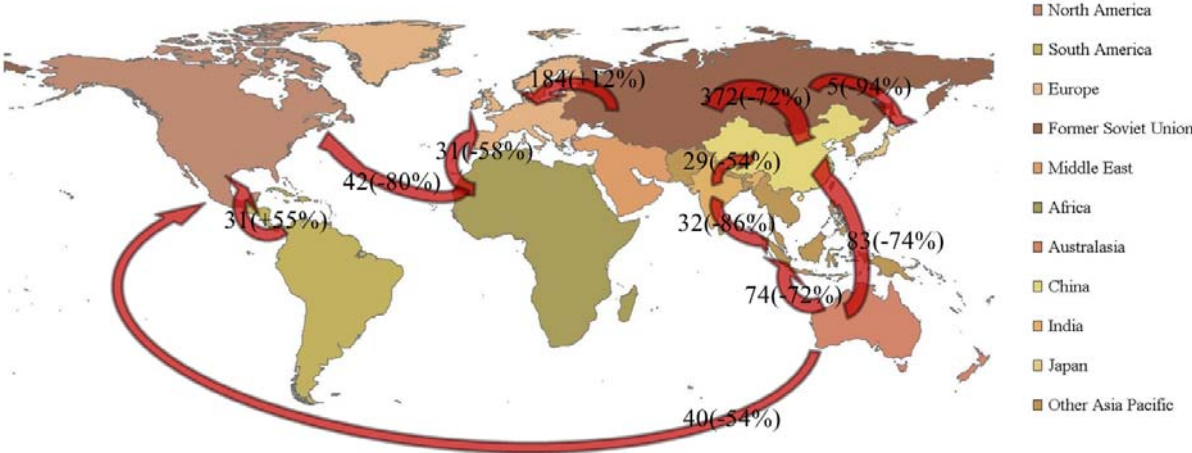 North America
South America
Europe
Former Soviet Union
Middle East
Africa
Australasia
China
India
Japan
Other Asia Pacific
184(+12%)
372(-72%)
5(-94%)
31(-58%)
29(-54%)
42(-80%)
31(+55%)
32(-86%)
83(-74%)
74(-72%)
40(-54%)